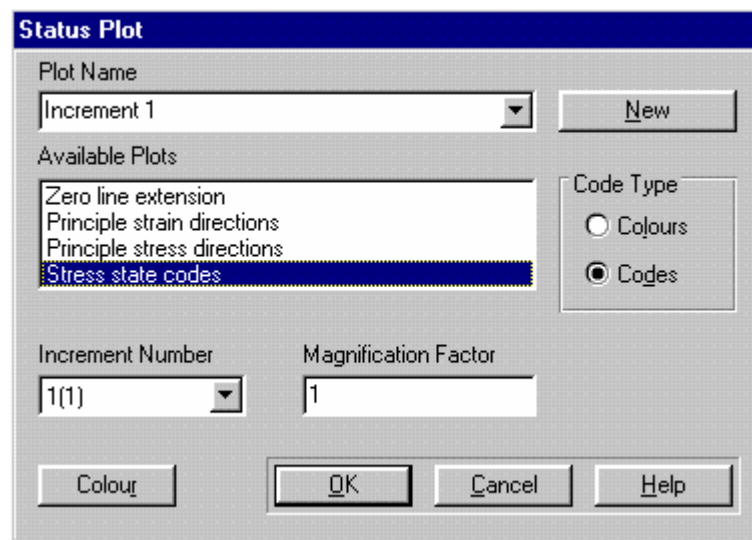 Status Plot
Plot Name
Increment 1
New
Available Plots
Zero line extension
Principle strain directions
Principle stress directions
Stress state codes
Code Type
Colours
Codes
Increment Number
1(1)
Magnification Factor
1
Colour
OK
Cancel
Help